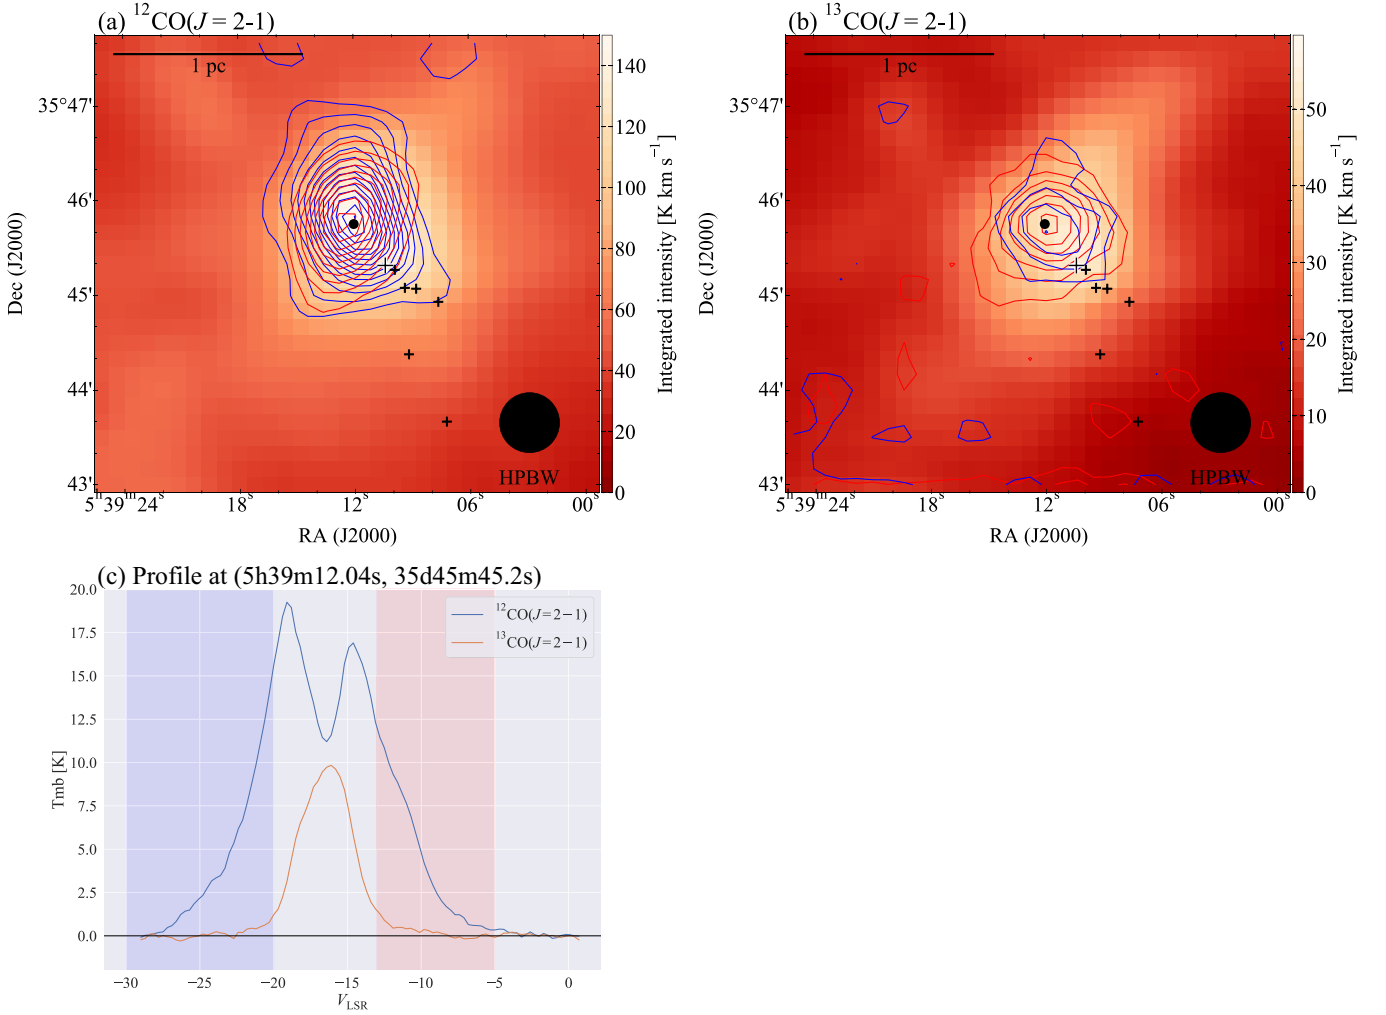 (a) ¹²CO(J = 2-1)
1 pc
35°47'
46'
45'
44'
43'
Dec (J2000)
5ʰ39ᵐ24ˢ
18ˢ
12ˢ
06ˢ
00ˢ
RA (J2000)
HPBW
140
120
100
80
60
40
20
0
Integrated intensity [K km s⁻¹]
(b) ¹³CO(J = 2-1)
1 pc
35°47'
46'
45'
44'
43'
Dec (J2000)
5ʰ39ᵐ24ˢ
18ˢ
12ˢ
06ˢ
00ˢ
RA (J2000)
HPBW
50
40
30
20
10
0
Integrated intensity [K km s⁻¹]
(c) Profile at (5h39m12.04s, 35d45m45.2s)
20.0
17.5
15.0
12.5
10.0
7.5
5.0
2.5
0.0
Tmb [K]
¹²CO(J=2−1)
¹³CO(J=2−1)
−30
−25
−20
−15
−10
−5
0
V_LSR